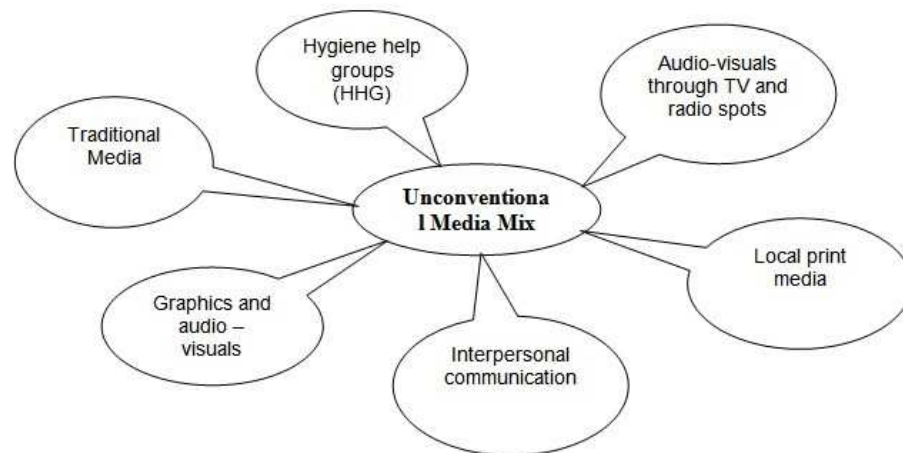 Hygiene help
groups
(HHG)
Audio-visuals
through TV and
radio spots
Traditional
Media
Unconventiona
l Media Mix
Local print
media
Graphics and
audio –
visuals
Interpersonal
communication